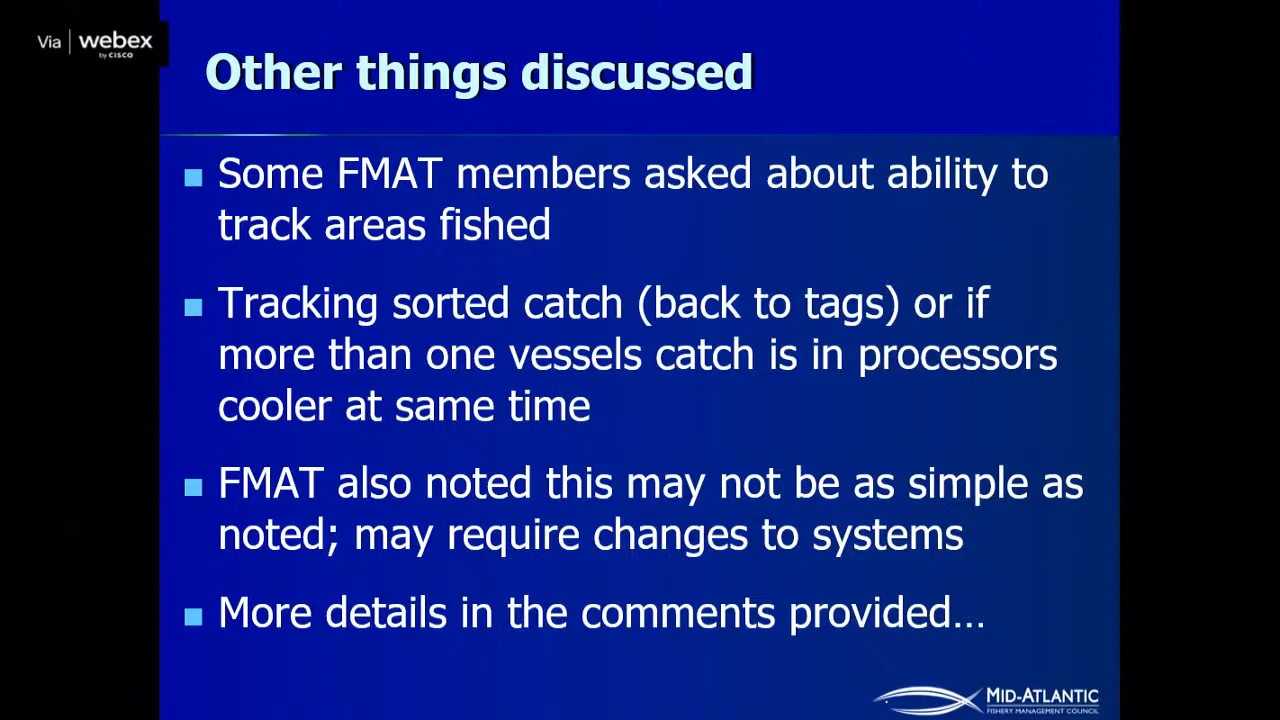 Via | webex
by CISCO
Other things discussed
Some FMAT members asked about ability to
track areas fished
Tracking sorted catch (back to tags) or if
more than one vessels catch is in processors
cooler at same time
FMAT also noted this may not be as simple as
noted; may require changes to systems
More details in the comments provided...
MID-ATLANTIC
FISHERY MANAGEMENT COUNCIL